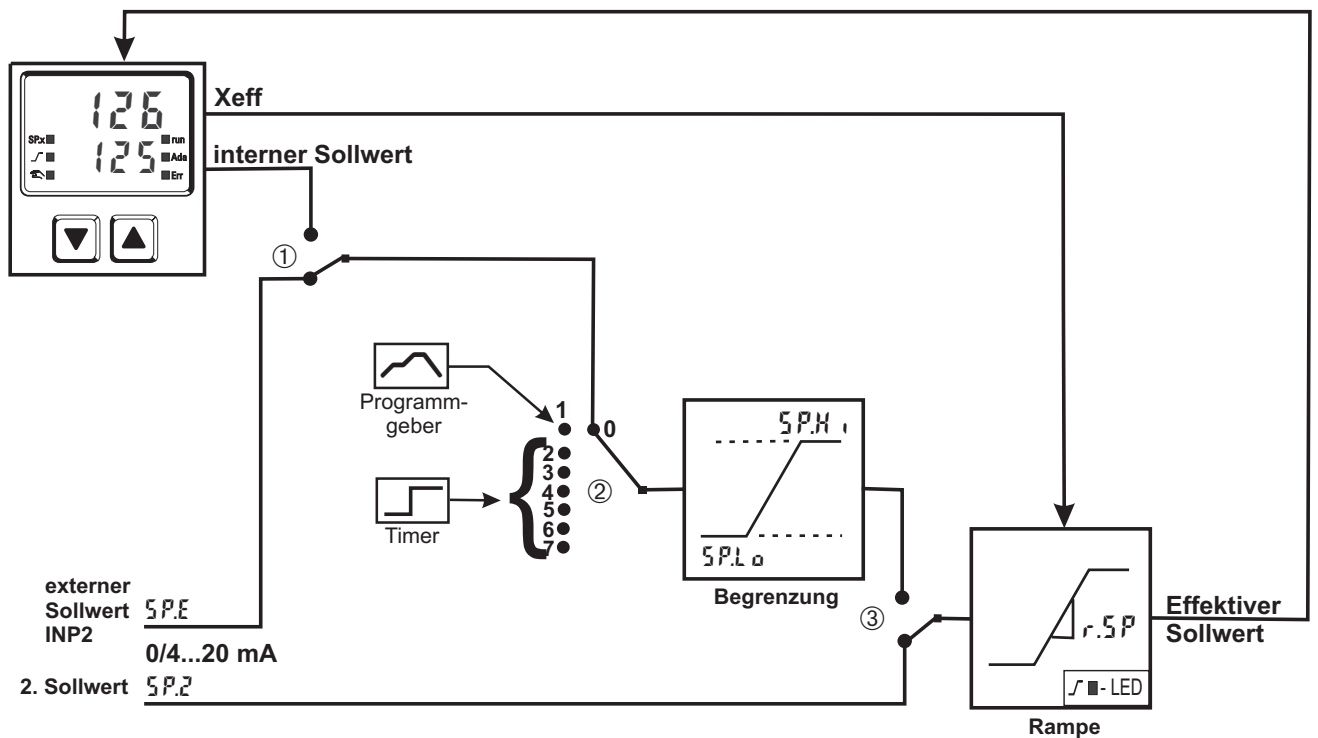 126
SP.x
run
125
Ada
Err
Xeff
interner Sollwert
①
Programm-
geber
1
0
2
3
4
5
6
7
②
Timer
SP.Hi
SP.Lo
Begrenzung
externer
Sollwert SP.E
INP2
0/4...20 mA
2. Sollwert SP.2
③
r.SP
- LED
Rampe
Effektiver
Sollwert